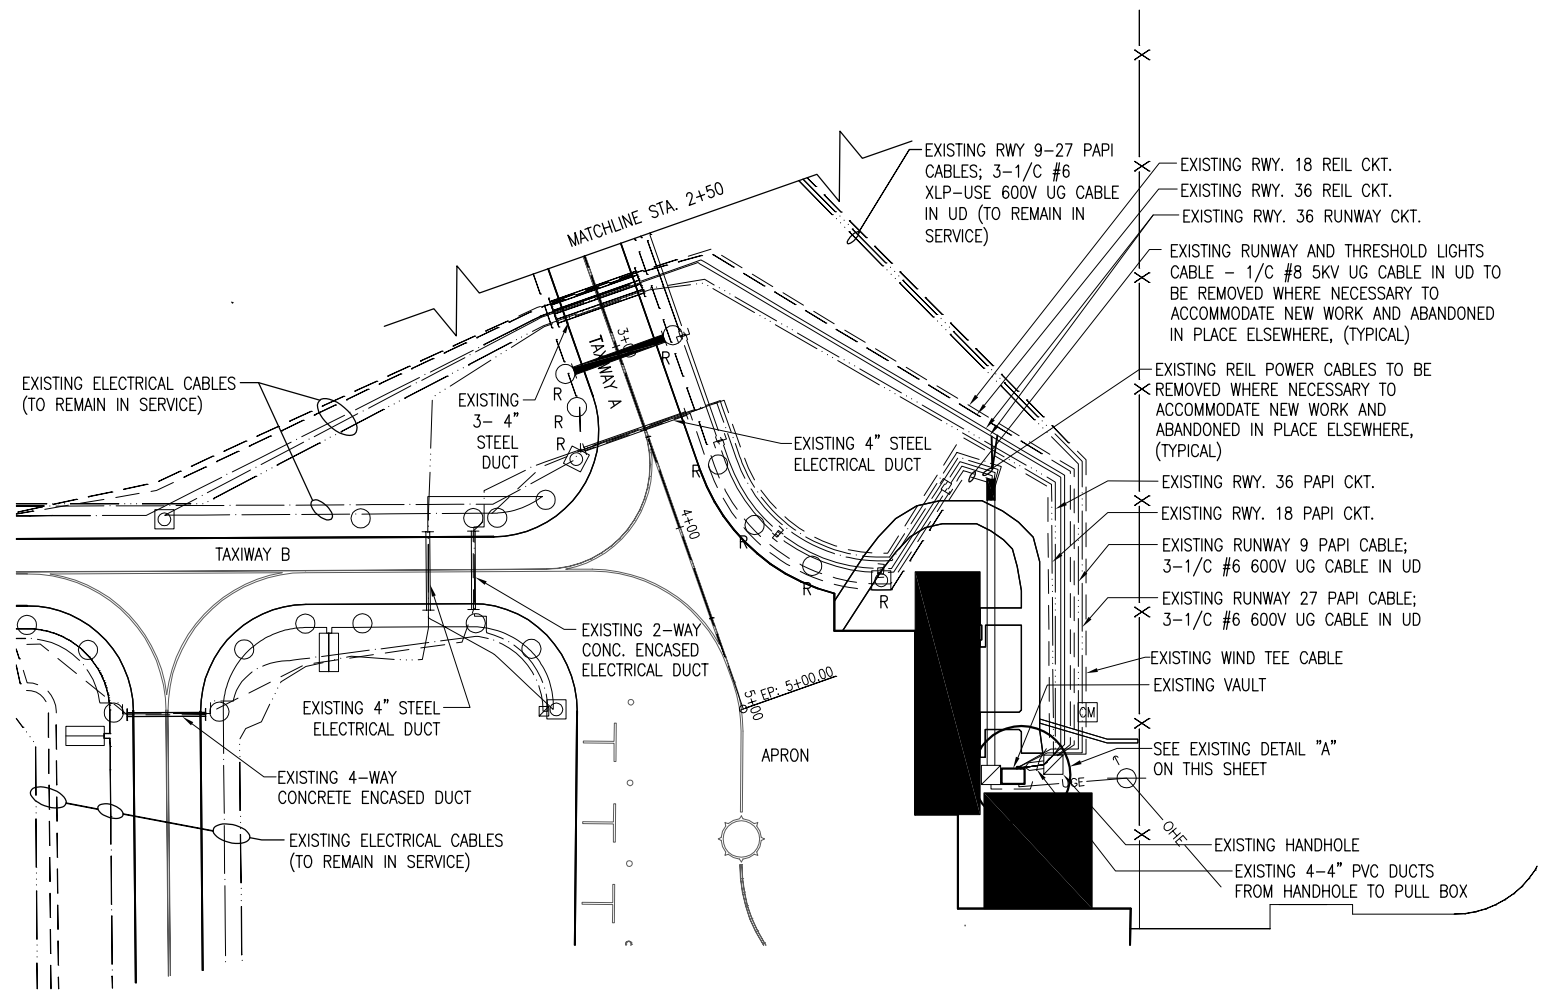 EXISTING RWY 9-27 PAPI
CABLES; 3-1/C #6
XLP-USE 600V UG CABLE
IN UD (TO REMAIN IN
SERVICE)
EXISTING RWY. 18 REIL CKT.
EXISTING RWY. 36 REIL CKT.
EXISTING RWY. 36 RUNWAY CKT.
EXISTING RUNWAY AND THRESHOLD LIGHTS
CABLE - 1/C #8 5KV UG CABLE IN UD TO
BE REMOVED WHERE NECESSARY TO
ACCOMMODATE NEW WORK AND ABANDONED
IN PLACE ELSEWHERE, (TYPICAL)
MATCHLINE STA. 2+50
EXISTING REIL POWER CABLES TO BE
REMOVED WHERE NECESSARY TO
ACCOMMODATE NEW WORK AND
ABANDONED IN PLACE ELSEWHERE,
(TYPICAL)
EXISTING ELECTRICAL CABLES
(TO REMAIN IN SERVICE)
3+00
TAXIWAY A
EXISTING
3- 4"
STEEL
DUCT
R
R
R
R
R
R
R
R
EXISTING 4" STEEL
ELECTRICAL DUCT
4+00
EXISTING RWY. 36 PAPI CKT.
EXISTING RWY. 18 PAPI CKT.
EXISTING RUNWAY 9 PAPI CABLE;
3-1/C #6 600V UG CABLE IN UD
EXISTING RUNWAY 27 PAPI CABLE;
3-1/C #6 600V UG CABLE IN UD
EXISTING WIND TEE CABLE
EXISTING VAULT
TAXIWAY B
EXISTING 2-WAY
CONC. ENCASED
ELECTRICAL DUCT
EXISTING 4" STEEL
ELECTRICAL DUCT
EP: 5+00.00
5+00
APRON
CM
SEE EXISTING DETAIL "A"
ON THIS SHEET
UGE
OHE
EXISTING 4-WAY
CONCRETE ENCASED DUCT
EXISTING ELECTRICAL CABLES
(TO REMAIN IN SERVICE)
EXISTING HANDHOLE
EXISTING 4-4" PVC DUCTS
FROM HANDHOLE TO PULL BOX